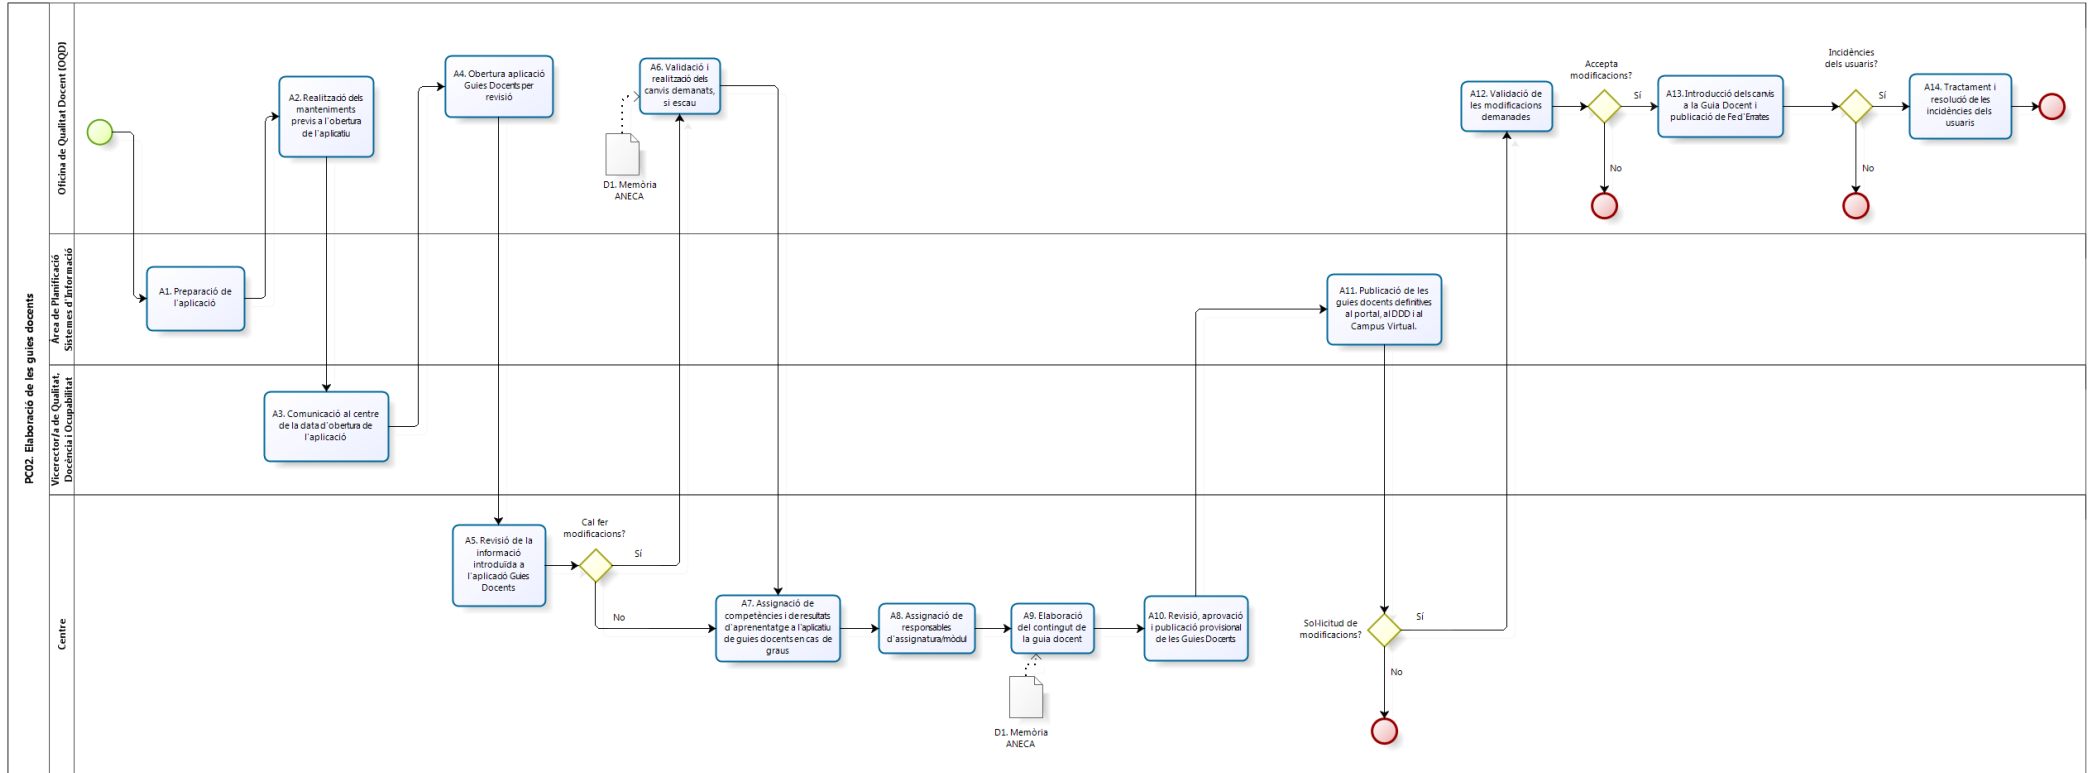 PC02. Elaboració de les guies docents
Oficina de Qualitat Docent (OQD)
Àrea de Planificació
Sistemes d'Informació
Vicerector/a de Qualitat,
Docència i Ocupabilitat
Centre
A1. Preparació de
l'aplicació
A2. Realització dels
manteniments
previs a l'obertura
de l'aplicatiu
A3. Comunicació al centre
de la data d'obertura de
l'aplicació
A4. Obertura aplicació
Guies Docents per
revisió
A5. Revisió de la
informació
introduïda a
l'aplicació Guies
Docents
Cal fer
modificacions?
Sí
No
A6. Validació i
realització dels
canvis demanats,
si escau
D1. Memòria
ANECA
A7. Assignació de
competències i de resultats
d'aprenentatge a l'aplicatiu
de guies docents en cas de
graus
A8. Assignació de
responsables
d'assignatura/mòdul
A9. Elaboració
del contingut de
la guia docent
D1. Memòria
ANECA
A10. Revisió, aprovació
i publicació provisional
de les Guies Docents
A11. Publicació de les
guies docents definitives
al portal, al DDD i al
Campus Virtual.
Sol·licitud de
modificacions?
Sí
No
A12. Validació de
les modificacions
demanades
Accepta
modificacions?
Sí
No
A13. Introducció dels canvis
a la Guia Docent i
publicació de Fe d'Errates
Incidències
dels usuaris?
Sí
No
A14. Tractament i
resolució de les
incidències dels
usuaris